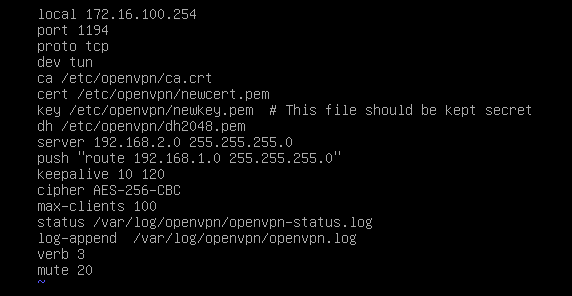 local 172.16.100.254
port 1194
proto tcp
dev tun
ca /etc/openvpn/ca.crt
cert /etc/openvpn/newcert.pem
key /etc/openvpn/newkey.pem  # This file should be kept secret
dh /etc/openvpn/dh2048.pem
server 192.168.2.0 255.255.255.0
push "route 192.168.1.0 255.255.255.0"
keepalive 10 120
cipher AES-256-CBC
max-clients 100
status /var/log/openvpn/openvpn-status.log
log-append  /var/log/openvpn/openvpn.log
verb 3
mute 20
~